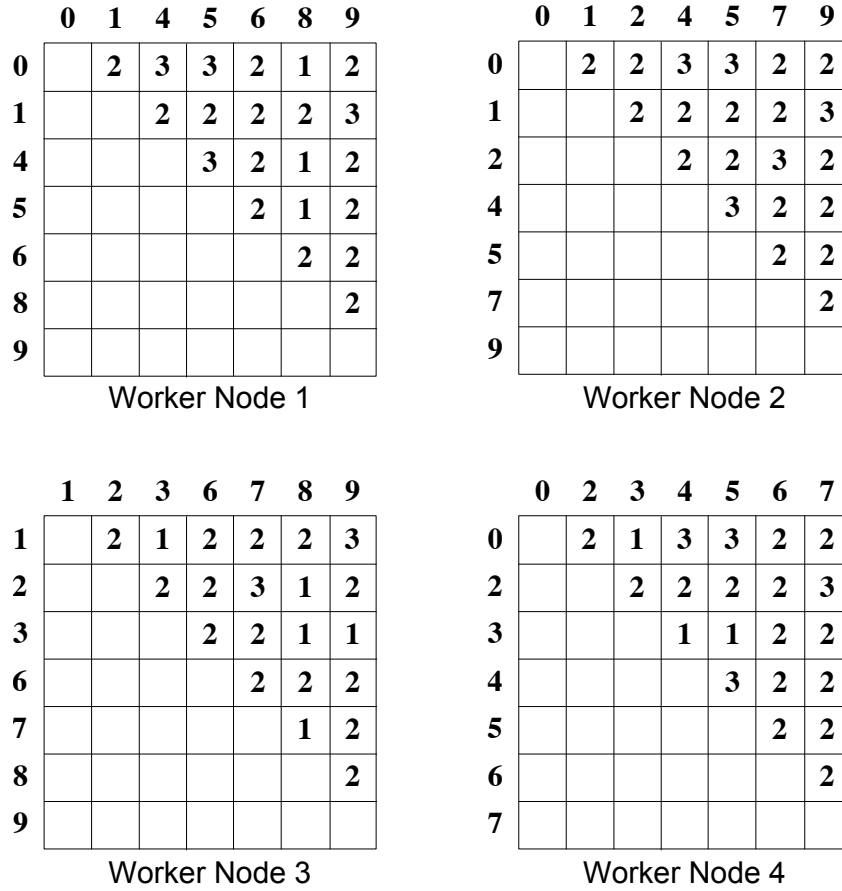 0 1 4 5 6 8 9
0 2 3 3 2 1 2
1 2 2 2 2 3
4 3 2 1 2
5 2 1 2
6 2 2
8 2
9
Worker Node 1
0 1 2 4 5 7 9
0 2 2 3 3 2 2
1 2 2 2 2 3
2 2 2 3 2
4 3 2 2
5 2 2
7 2
9
Worker Node 2
1 2 3 6 7 8 9
1 2 1 2 2 2 3
2 2 2 3 1 2
3 2 2 1 1
6 2 2 2
7 1 2
8 2
9
Worker Node 3
0 2 3 4 5 6 7
0 2 1 3 3 2 2
2 2 2 2 2 3
3 1 1 2 2
4 3 2 2
5 2 2
6 2
7
Worker Node 4